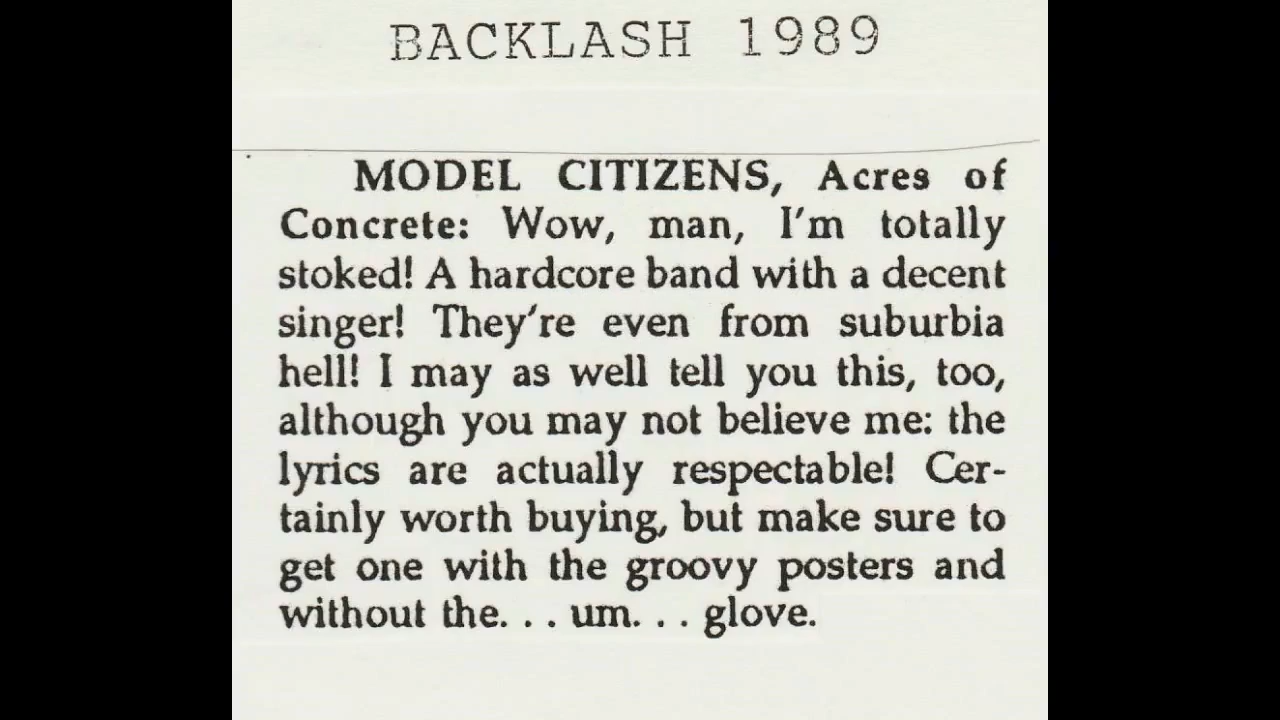 BACKLASH 1989
MODEL CITIZENS, Acres of
Concrete: Wow, man, I'm totally
stoked! A hardcore band with a decent
singer! They're even from suburbia
hell! I may as well tell you this, too,
although you may not believe me: the
lyrics are actually respectable! Cer-
tainly worth buying, but make sure to
get one with the groovy posters and
without the. . . um. . . glove.